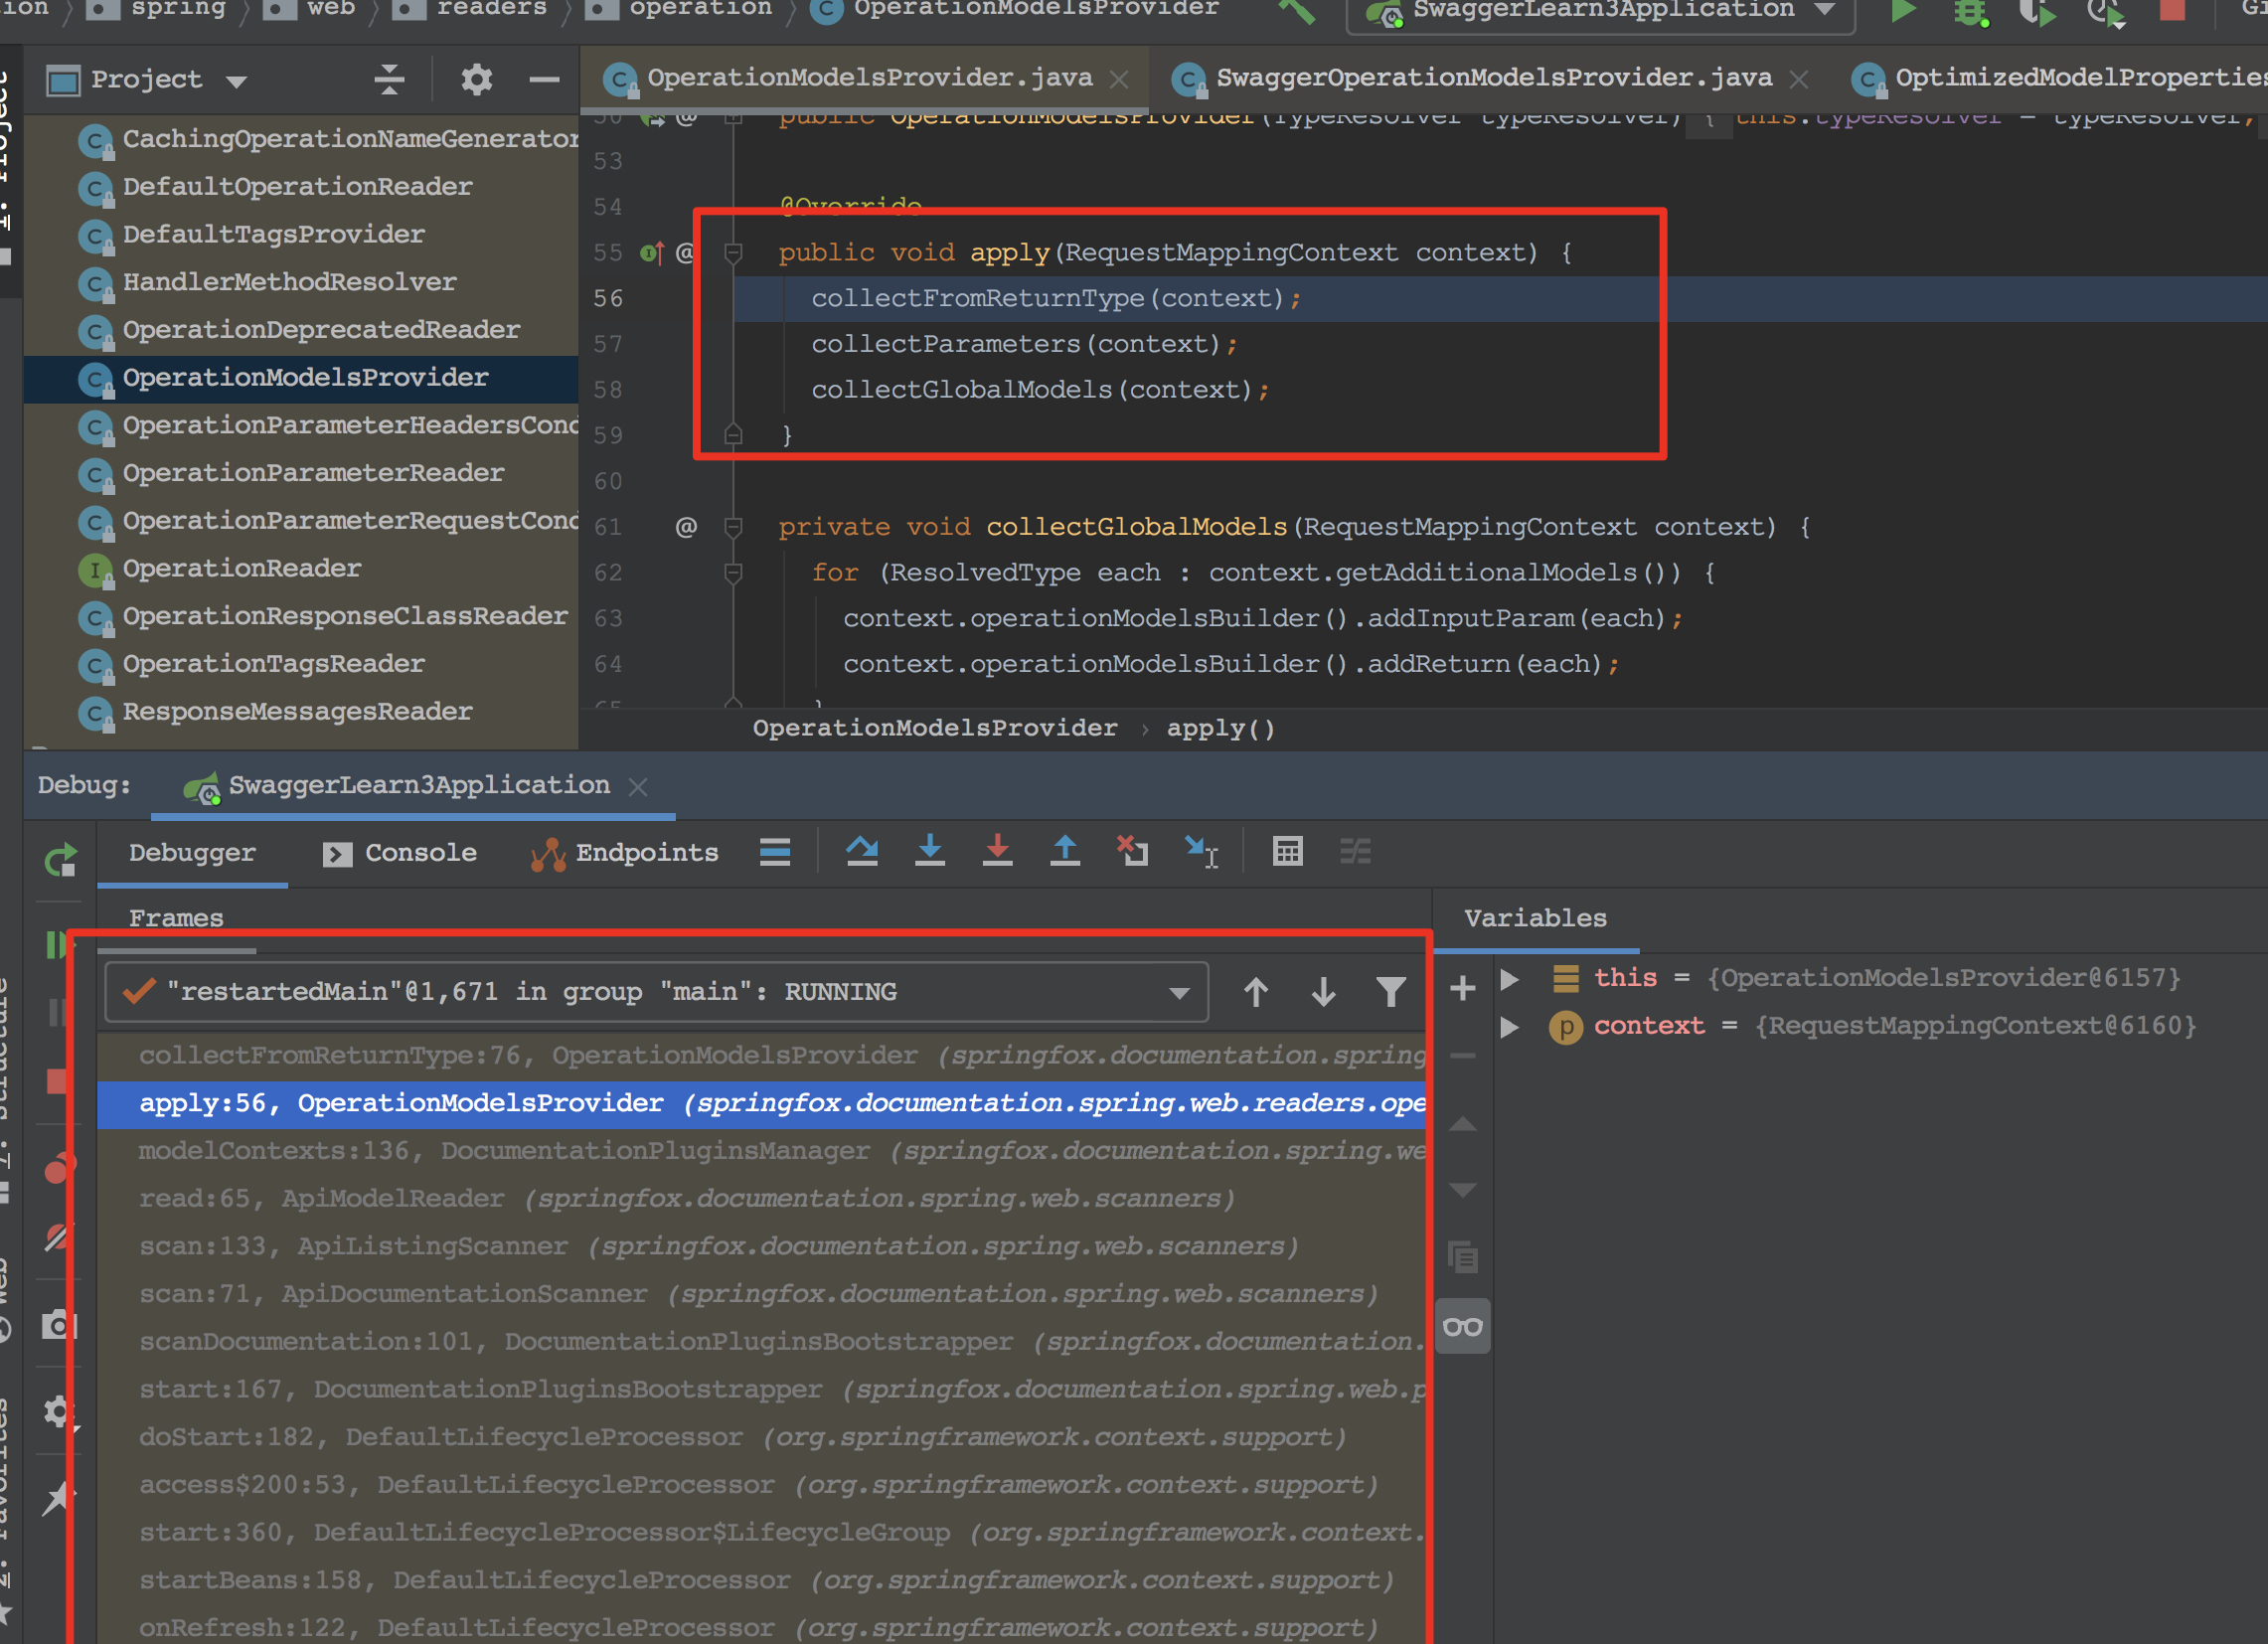 spring web readers operation OperationModelsProvider SwaggerLearn3Application
Project
OperationModelsProvider.java SwaggerOperationModelsProvider.java OptimizedModelProperties
CachingOperationNameGenerator
DefaultOperationReader
DefaultTagsProvider
HandlerMethodResolver
OperationDeprecatedReader
OperationModelsProvider
OperationParameterHeadersCond
OperationParameterReader
OperationParameterRequestCond
OperationReader
OperationResponseClassReader
OperationTagsReader
ResponseMessagesReader
50 @ public OperationModelsProvider(TypeResolver typeResolver) { this.typeResolver = typeResolver;
53
54 @Override
55 @ public void apply(RequestMappingContext context) {
56 collectFromReturnType(context);
57 collectParameters(context);
58 collectGlobalModels(context);
59 }
60
61 @ private void collectGlobalModels(RequestMappingContext context) {
62 for (ResolvedType each : context.getAdditionalModels()) {
63 context.operationModelsBuilder().addInputParam(each);
64 context.operationModelsBuilder().addReturn(each);
65 }
OperationModelsProvider › apply()
Debug: SwaggerLearn3Application
Debugger Console Endpoints
Frames
Variables
"restartedMain"@1,671 in group "main": RUNNING
this = {OperationModelsProvider@6157}
context = {RequestMappingContext@6160}
collectFromReturnType:76, OperationModelsProvider (springfox.documentation.spring
apply:56, OperationModelsProvider (springfox.documentation.spring.web.readers.ope
modelContexts:136, DocumentationPluginsManager (springfox.documentation.spring.we
read:65, ApiModelReader (springfox.documentation.spring.web.scanners)
scan:133, ApiListingScanner (springfox.documentation.spring.web.scanners)
scan:71, ApiDocumentationScanner (springfox.documentation.spring.web.scanners)
scanDocumentation:101, DocumentationPluginsBootstrapper (springfox.documentation.
start:167, DocumentationPluginsBootstrapper (springfox.documentation.spring.web.p
doStart:182, DefaultLifecycleProcessor (org.springframework.context.support)
access$200:53, DefaultLifecycleProcessor (org.springframework.context.support)
start:360, DefaultLifecycleProcessor$LifecycleGroup (org.springframework.context.
startBeans:158, DefaultLifecycleProcessor (org.springframework.context.support)
onRefresh:122, DefaultLifecycleProcessor (org.springframework.context.support)
1: Project
7: Structure
Web
2: Favorites